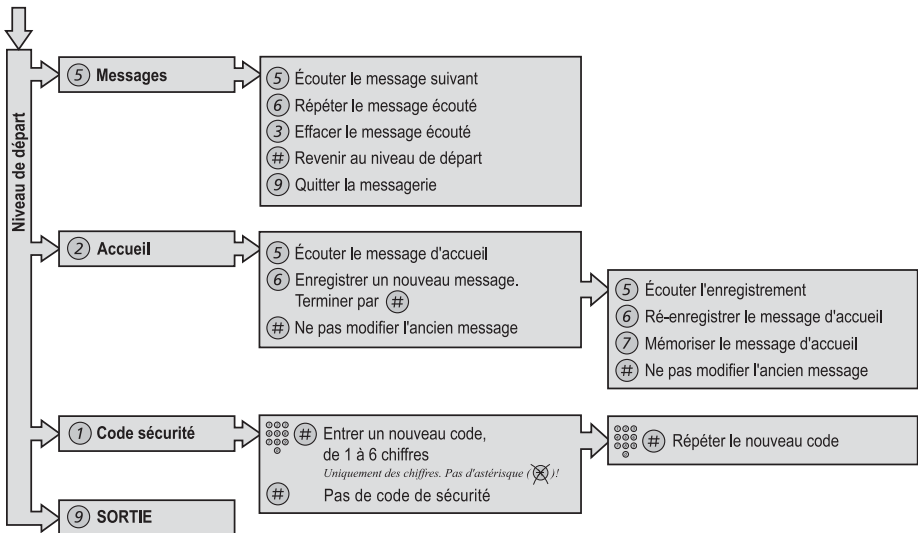 Niveau de départ
5 Messages
5 Écouter le message suivant
6 Répéter le message écouté
3 Effacer le message écouté
# Revenir au niveau de départ
9 Quitter la messagerie
2 Accueil
5 Écouter le message d'accueil
6 Enregistrer un nouveau message.
Terminer par #
# Ne pas modifier l'ancien message
5 Écouter l'enregistrement
6 Ré-enregistrer le message d'accueil
7 Mémoriser le message d'accueil
# Ne pas modifier l'ancien message
1 Code sécurité
# Entrer un nouveau code,
de 1 à 6 chiffres
Uniquement des chiffres. Pas d'astérisque (*)!
# Pas de code de sécurité
# Répéter le nouveau code
9 SORTIE